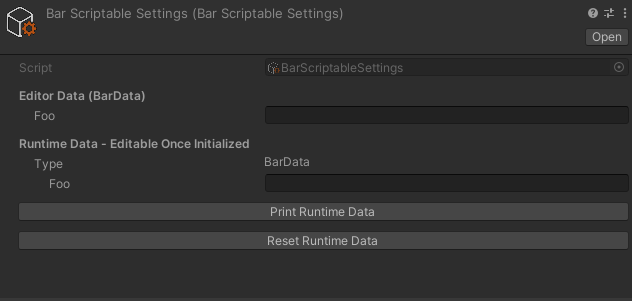 Bar Scriptable Settings (Bar Scriptable Settings)
Open
Script BarScriptableSettings
Editor Data (BarData)
Foo
Runtime Data - Editable Once Initialized
Type BarData
Foo
Print Runtime Data
Reset Runtime Data